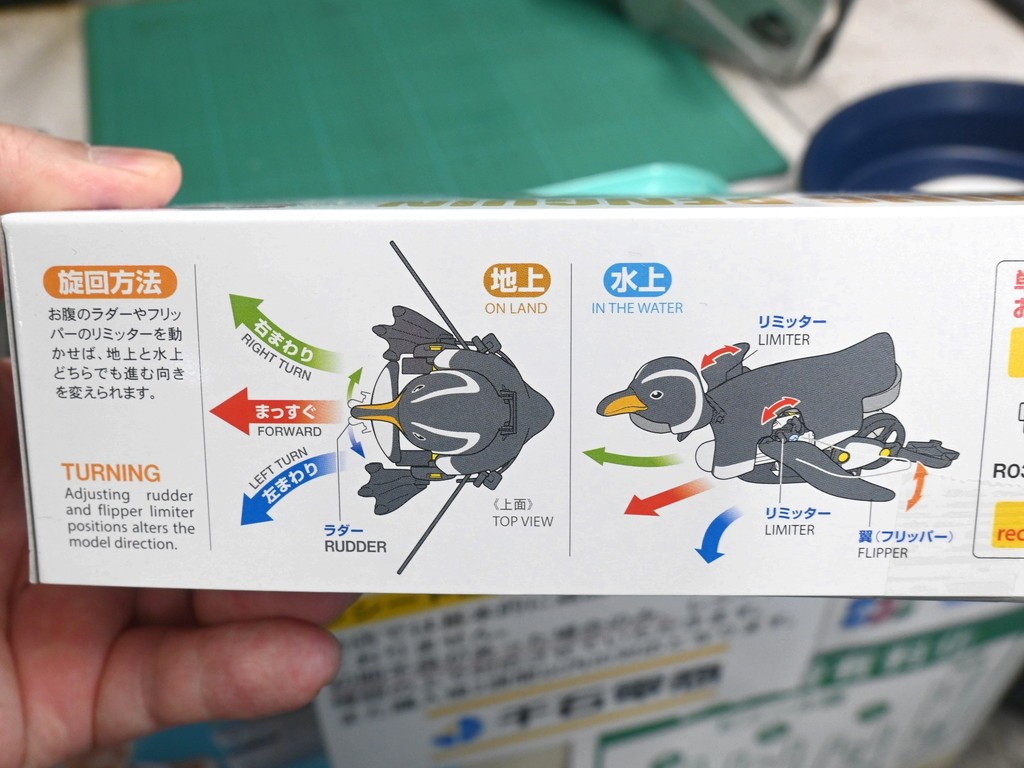 PENGUIN
旋回方法
お腹のラダーやフリッ
パーのリミッターを動
かせば、地上と水上
どちらでも進む向き
を変えられます。
TURNING
Adjusting rudder
and flipper limiter
positions alters the
model direction.
地上
ON LAND
右まわり
RIGHT TURN
まっすぐ
FORWARD
LEFT TURN
左まわり
ラダー
RUDDER
《上面》
TOP VIEW
水上
IN THE WATER
リミッター
LIMITER
リミッター
LIMITER
翼（フリッパー）
FLIPPER
千石電商